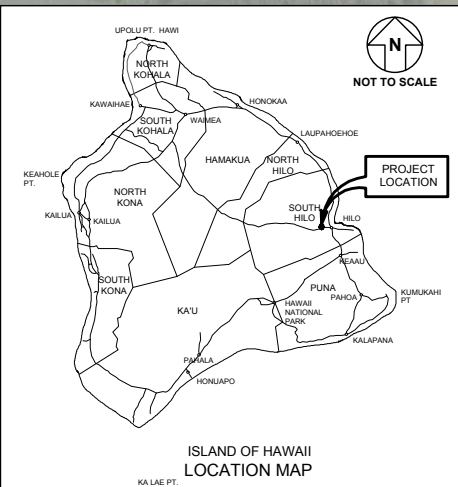 UPOLU PT. HAWI
N
NOT TO SCALE
NORTH
KOHALA
KAWAIHAE
HONOKAA
SOUTH
KOHALA
WAIMEA
LAUPAHOEHOE
HAMAKUA
NORTH
HILO
PROJECT
LOCATION
KEAHOLE
PT.
NORTH
KONA
SOUTH
HILO
HILO
KAILUA
KAILUA
KEAAU
SOUTH
KONA
PUNA
PAHOA
KUMUKAHI
PT
KA'U
HAWAII
NATIONAL
PARK
KALAPANA
PAHALA
HONUAPO
ISLAND OF HAWAII
LOCATION MAP
KA LAE PT.